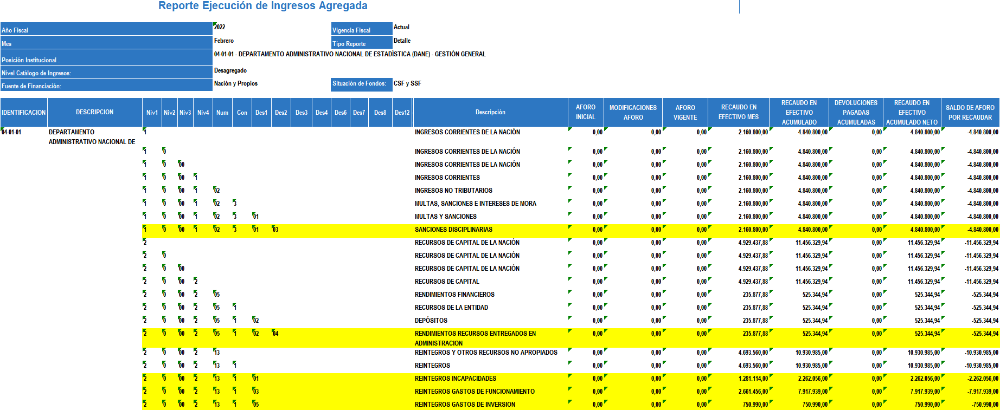 Reporte Ejecución de Ingresos Agregada
Año Fiscal 2022 Vigencia Fiscal Actual
Mes Febrero Tipo Reporte Detalle
Posición Institucional . 04-01-01 - DEPARTAMENTO ADMINISTRATIVO NACIONAL DE ESTADÍSTICA (DANE) - GESTIÓN GENERAL
Nivel Catálogo de Ingresos: Desagregado
Fuente de Financiación: Nación y Propios Situación de Fondos: CSF y SSF
IDENTIFICACION DESCRIPCION Niv1 Niv2 Niv3 Niv4 Num Con Des1 Des2 Des3 Des4 Des6 Des7 Des8 Des12 Descripción AFORO INICIAL MODIFICACIONES AFORO AFORO VIGENTE RECAUDO EN EFECTIVO MES RECAUDO EN EFECTIVO ACUMULADO DEVOLUCIONES PAGADAS ACUMULADAS RECAUDO EN EFECTIVO ACUMULADO NETO SALDO DE AFORO POR RECAUDAR
04-01-01 DEPARTAMENTO 1 INGRESOS CORRIENTES DE LA NACIÓN 0,00 0,00 0,00 2.160.800,00 4.840.800,00 0,00 4.840.800,00 -4.840.800,00
ADMINISTRATIVO NACIONAL DE
1 0 INGRESOS CORRIENTES DE LA NACIÓN 0,00 0,00 0,00 2.160.800,00 4.840.800,00 0,00 4.840.800,00 -4.840.800,00
1 0 00 INGRESOS CORRIENTES DE LA NACIÓN 0,00 0,00 0,00 2.160.800,00 4.840.800,00 0,00 4.840.800,00 -4.840.800,00
1 0 00 1 INGRESOS CORRIENTES 0,00 0,00 0,00 2.160.800,00 4.840.800,00 0,00 4.840.800,00 -4.840.800,00
1 0 00 1 02 INGRESOS NO TRIBUTARIOS 0,00 0,00 0,00 2.160.800,00 4.840.800,00 0,00 4.840.800,00 -4.840.800,00
1 0 00 1 02 3 MULTAS, SANCIONES E INTERESES DE MORA 0,00 0,00 0,00 2.160.800,00 4.840.800,00 0,00 4.840.800,00 -4.840.800,00
1 0 00 1 02 3 01 MULTAS Y SANCIONES 0,00 0,00 0,00 2.160.800,00 4.840.800,00 0,00 4.840.800,00 -4.840.800,00
1 0 00 1 02 3 01 03 SANCIONES DISCIPLINARIAS 0,00 0,00 0,00 2.160.800,00 4.840.800,00 0,00 4.840.800,00 -4.840.800,00
2 RECURSOS DE CAPITAL DE LA NACIÓN 0,00 0,00 0,00 4.929.437,88 11.456.329,94 0,00 11.456.329,94 -11.456.329,94
2 0 RECURSOS DE CAPITAL DE LA NACIÓN 0,00 0,00 0,00 4.929.437,88 11.456.329,94 0,00 11.456.329,94 -11.456.329,94
2 0 00 RECURSOS DE CAPITAL DE LA NACIÓN 0,00 0,00 0,00 4.929.437,88 11.456.329,94 0,00 11.456.329,94 -11.456.329,94
2 0 00 2 RECURSOS DE CAPITAL 0,00 0,00 0,00 4.929.437,88 11.456.329,94 0,00 11.456.329,94 -11.456.329,94
2 0 00 2 05 RENDIMIENTOS FINANCIEROS 0,00 0,00 0,00 235.877,88 525.344,94 0,00 525.344,94 -525.344,94
2 0 00 2 05 1 RECURSOS DE LA ENTIDAD 0,00 0,00 0,00 235.877,88 525.344,94 0,00 525.344,94 -525.344,94
2 0 00 2 05 1 02 DEPÓSITOS 0,00 0,00 0,00 235.877,88 525.344,94 0,00 525.344,94 -525.344,94
2 0 00 2 05 1 02 04 RENDIMIENTOS RECURSOS ENTREGADOS EN 0,00 0,00 0,00 235.877,88 525.344,94 0,00 525.344,94 -525.344,94
ADMINISTRACION
2 0 00 2 13 REINTEGROS Y OTROS RECURSOS NO APROPIADOS 0,00 0,00 0,00 4.693.560,00 10.930.985,00 0,00 10.930.985,00 -10.930.985,00
2 0 00 2 13 1 REINTEGROS 0,00 0,00 0,00 4.693.560,00 10.930.985,00 0,00 10.930.985,00 -10.930.985,00
2 0 00 2 13 1 01 REINTEGROS INCAPACIDADES 0,00 0,00 0,00 1.281.114,00 2.262.056,00 0,00 2.262.056,00 -2.262.056,00
2 0 00 2 13 1 03 REINTEGROS GASTOS DE FUNCIONAMIENTO 0,00 0,00 0,00 2.661.456,00 7.917.939,00 0,00 7.917.939,00 -7.917.939,00
2 0 00 2 13 1 05 REINTEGROS GASTOS DE INVERSION 0,00 0,00 0,00 750.990,00 750.990,00 0,00 750.990,00 -750.990,00